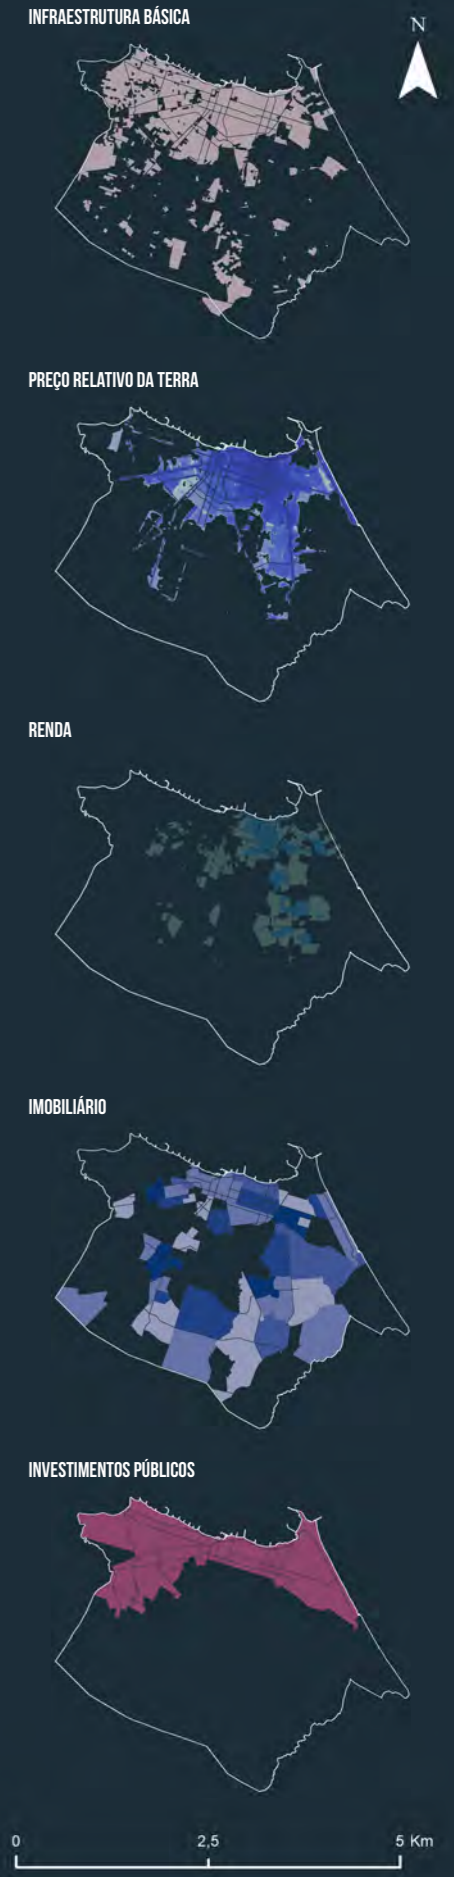 INFRAESTRUTURA BÁSICA
N
PREÇO RELATIVO DA TERRA
RENDA
IMOBILIÁRIO
INVESTIMENTOS PÚBLICOS
0 2,5 5 Km